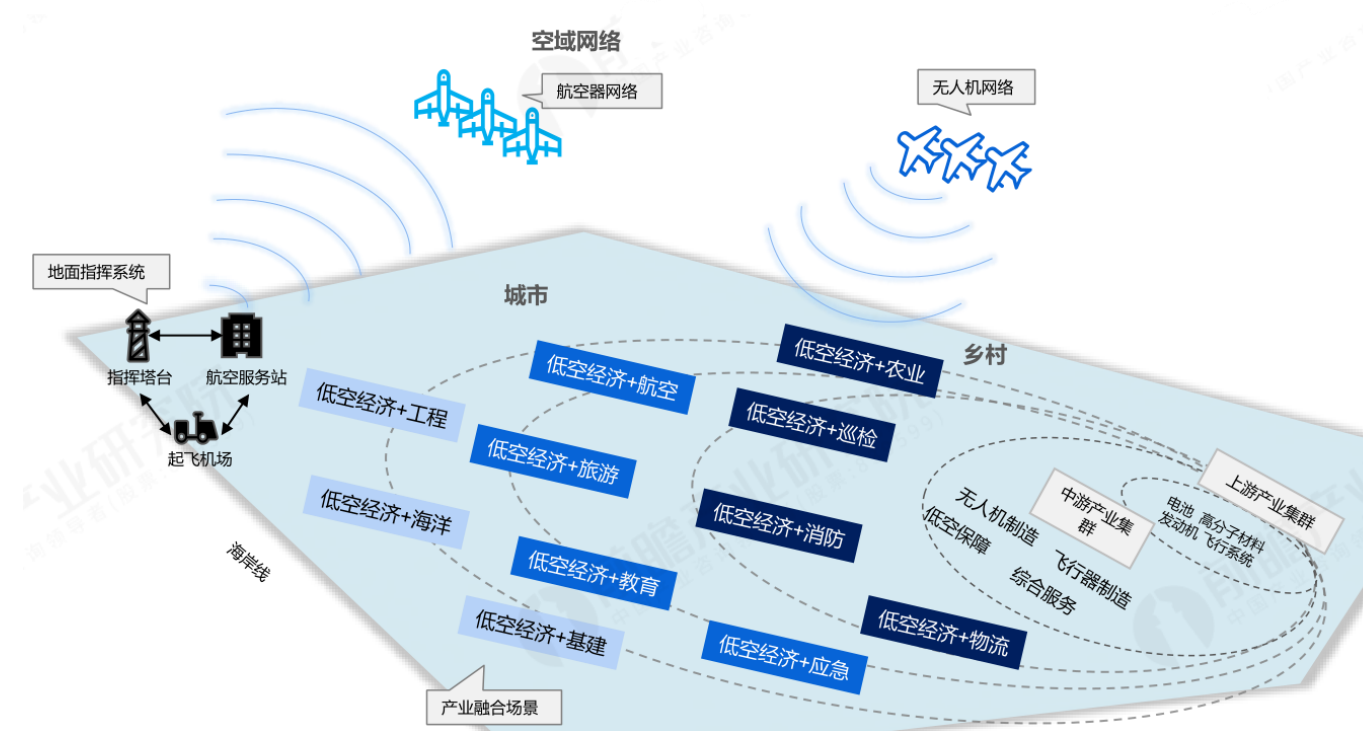 空域网络
航空器网络
无人机网络
地面指挥系统
城市
指挥塔台
航空服务站
起飞机场
乡村
低空经济+农业
低空经济+航空
低空经济+工程
低空经济+巡检
低空经济+旅游
低空经济+海洋
低空经济+消防
低空经济+教育
低空经济+基建
低空经济+应急
低空经济+物流
上游产业集群
中游产业集
群
电池 高分子材料
发动机 飞行系统
无人机制造
低空保障
飞行器制造
综合服务
海岸线
产业融合场景